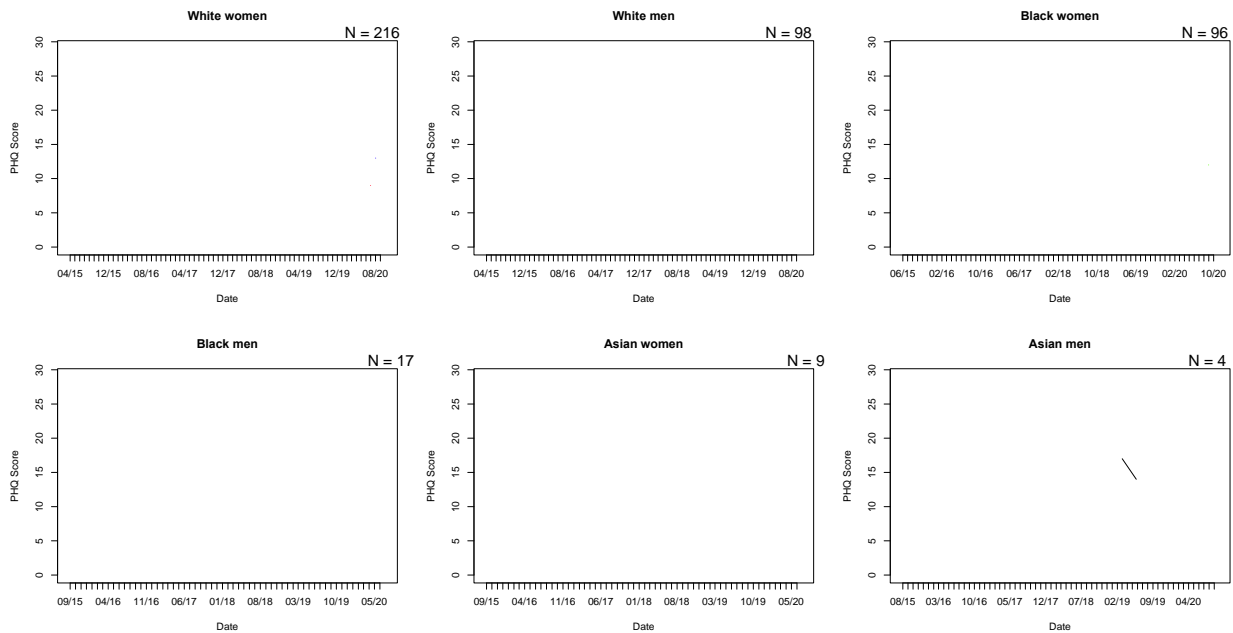 White women
N = 216
PHQ Score
30
25
20
15
10
5
0
04/15 12/15 08/16 04/17 12/17 08/18 04/19 12/19 08/20
Date
White men
N = 98
PHQ Score
30
25
20
15
10
5
0
04/15 12/15 08/16 04/17 12/17 08/18 04/19 12/19 08/20
Date
Black women
N = 96
PHQ Score
30
25
20
15
10
5
0
06/15 02/16 10/16 06/17 02/18 10/18 06/19 02/20 10/20
Date
Black men
N = 17
PHQ Score
30
25
20
15
10
5
0
09/15 04/16 11/16 06/17 01/18 08/18 03/19 10/19 05/20
Date
Asian women
N = 9
PHQ Score
30
25
20
15
10
5
0
09/15 04/16 11/16 06/17 01/18 08/18 03/19 10/19 05/20
Date
Asian men
N = 4
PHQ Score
30
25
20
15
10
5
0
08/15 03/16 10/16 05/17 12/17 07/18 02/19 09/19 04/20
Date